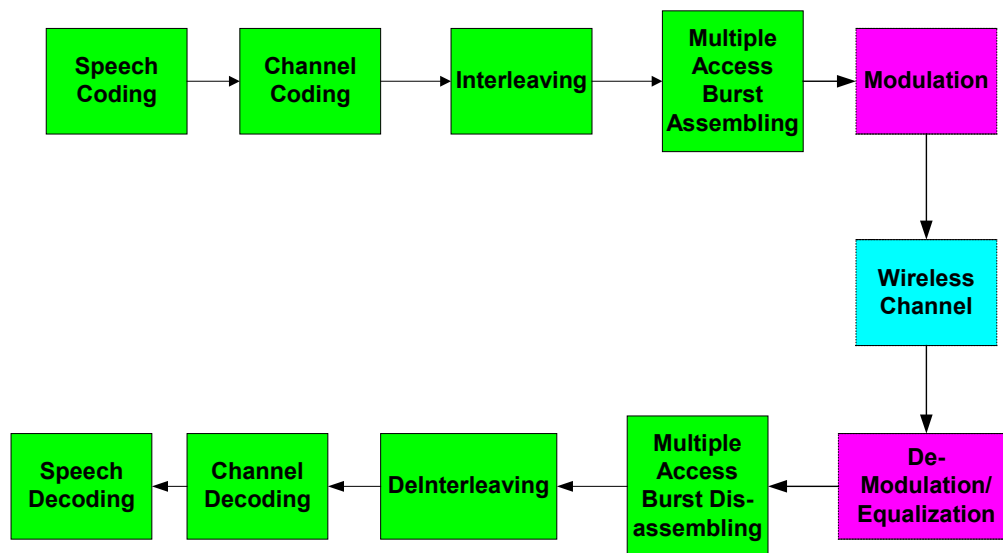 Speech
Coding
Channel
Coding
Interleaving
Multiple
Access
Burst
Assembling
Modulation
Wireless
Channel
De-
Modulation/
Equalization
Multiple
Access
Burst Dis-
assembling
DeInterleaving
Channel
Decoding
Speech
Decoding